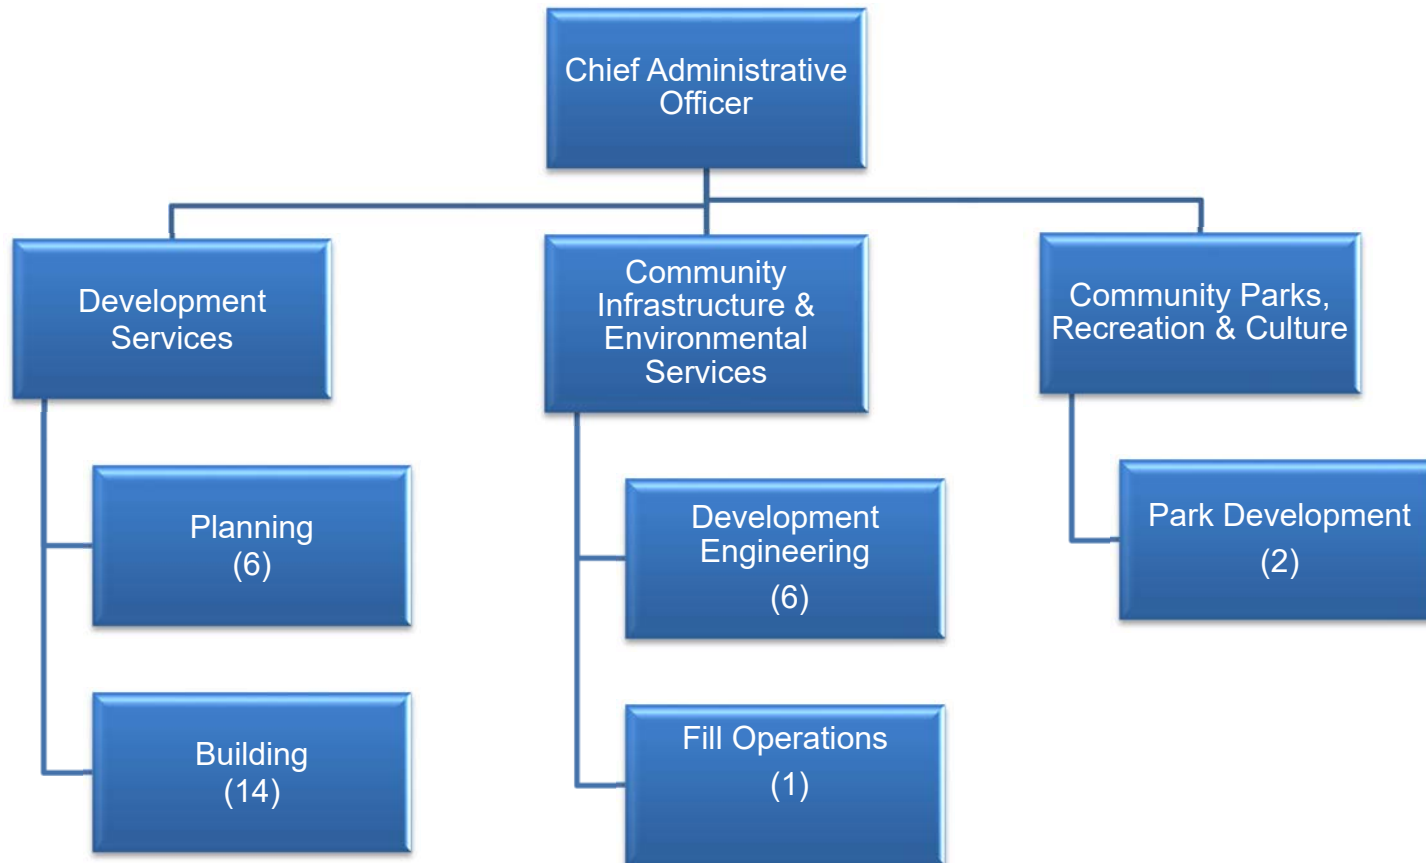 Chief Administrative
Officer
Development
Services
Community
Infrastructure &
Environmental
Services
Community Parks,
Recreation & Culture
Planning
(6)
Development
Engineering
(6)
Park Development
(2)
Building
(14)
Fill Operations
(1)